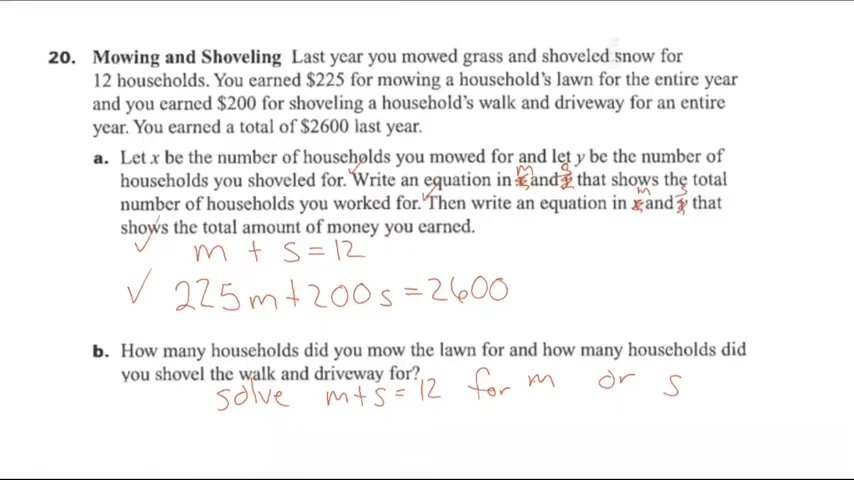 20. Mowing and Shoveling Last year you mowed grass and shoveled snow for
12 households. You earned $225 for mowing a household's lawn for the entire year
and you earned $200 for shoveling a household's walk and driveway for an entire
year. You earned a total of $2600 last year.
a. Let x be the number of households you mowed for and let y be the number of
m s
households you shoveled for. Write an equation in x and y that shows the total
m s
number of households you worked for. Then write an equation in x and y that
shows the total amount of money you earned.
✓ m + s = 12
✓ 225m + 200s = 2600
b. How many households did you mow the lawn for and how many households did
you shovel the walk and driveway for?
solve m + s = 12 for m or s